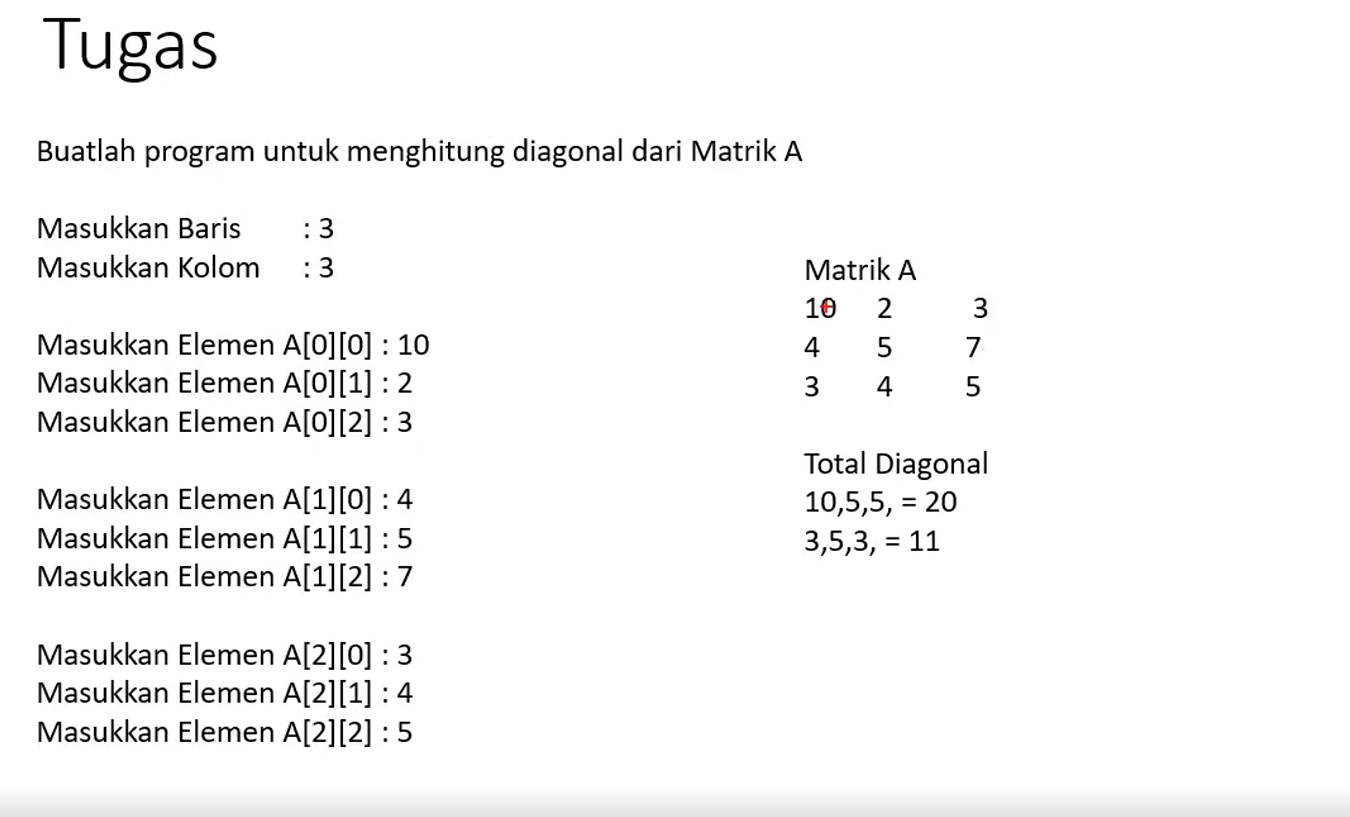 Tugas
Buatlah program untuk menghitung diagonal dari Matrik A
Masukkan Baris : 3
Masukkan Kolom : 3
Masukkan Elemen A[0][0] : 10
Masukkan Elemen A[0][1] : 2
Masukkan Elemen A[0][2] : 3
Masukkan Elemen A[1][0] : 4
Masukkan Elemen A[1][1] : 5
Masukkan Elemen A[1][2] : 7
Masukkan Elemen A[2][0] : 3
Masukkan Elemen A[2][1] : 4
Masukkan Elemen A[2][2] : 5
Matrik A
10 2 3
4 5 7
3 4 5
Total Diagonal
10,5,5, = 20
3,5,3, = 11